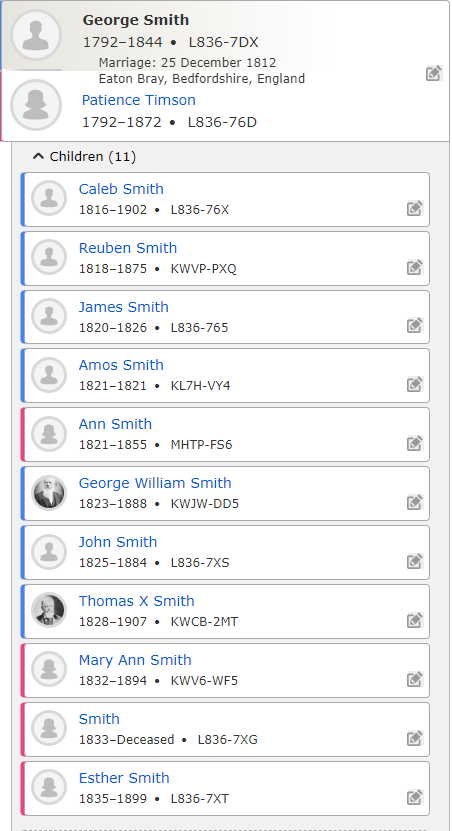 George Smith
1792–1844 • L836-7DX
Marriage: 25 December 1812
Eaton Bray, Bedfordshire, England
Patience Timson
1792–1872 • L836-76D
Children (11)
Caleb Smith
1816–1902 • L836-76X
Reuben Smith
1818–1875 • KWVP-PXQ
James Smith
1820–1826 • L836-765
Amos Smith
1821–1821 • KL7H-VY4
Ann Smith
1821–1855 • MHTP-FS6
George William Smith
1823–1888 • KWJW-DD5
John Smith
1825–1884 • L836-7XS
Thomas X Smith
1828–1907 • KWCB-2MT
Mary Ann Smith
1832–1894 • KWV6-WF5
Smith
1833–Deceased • L836-7XG
Esther Smith
1835–1899 • L836-7XT